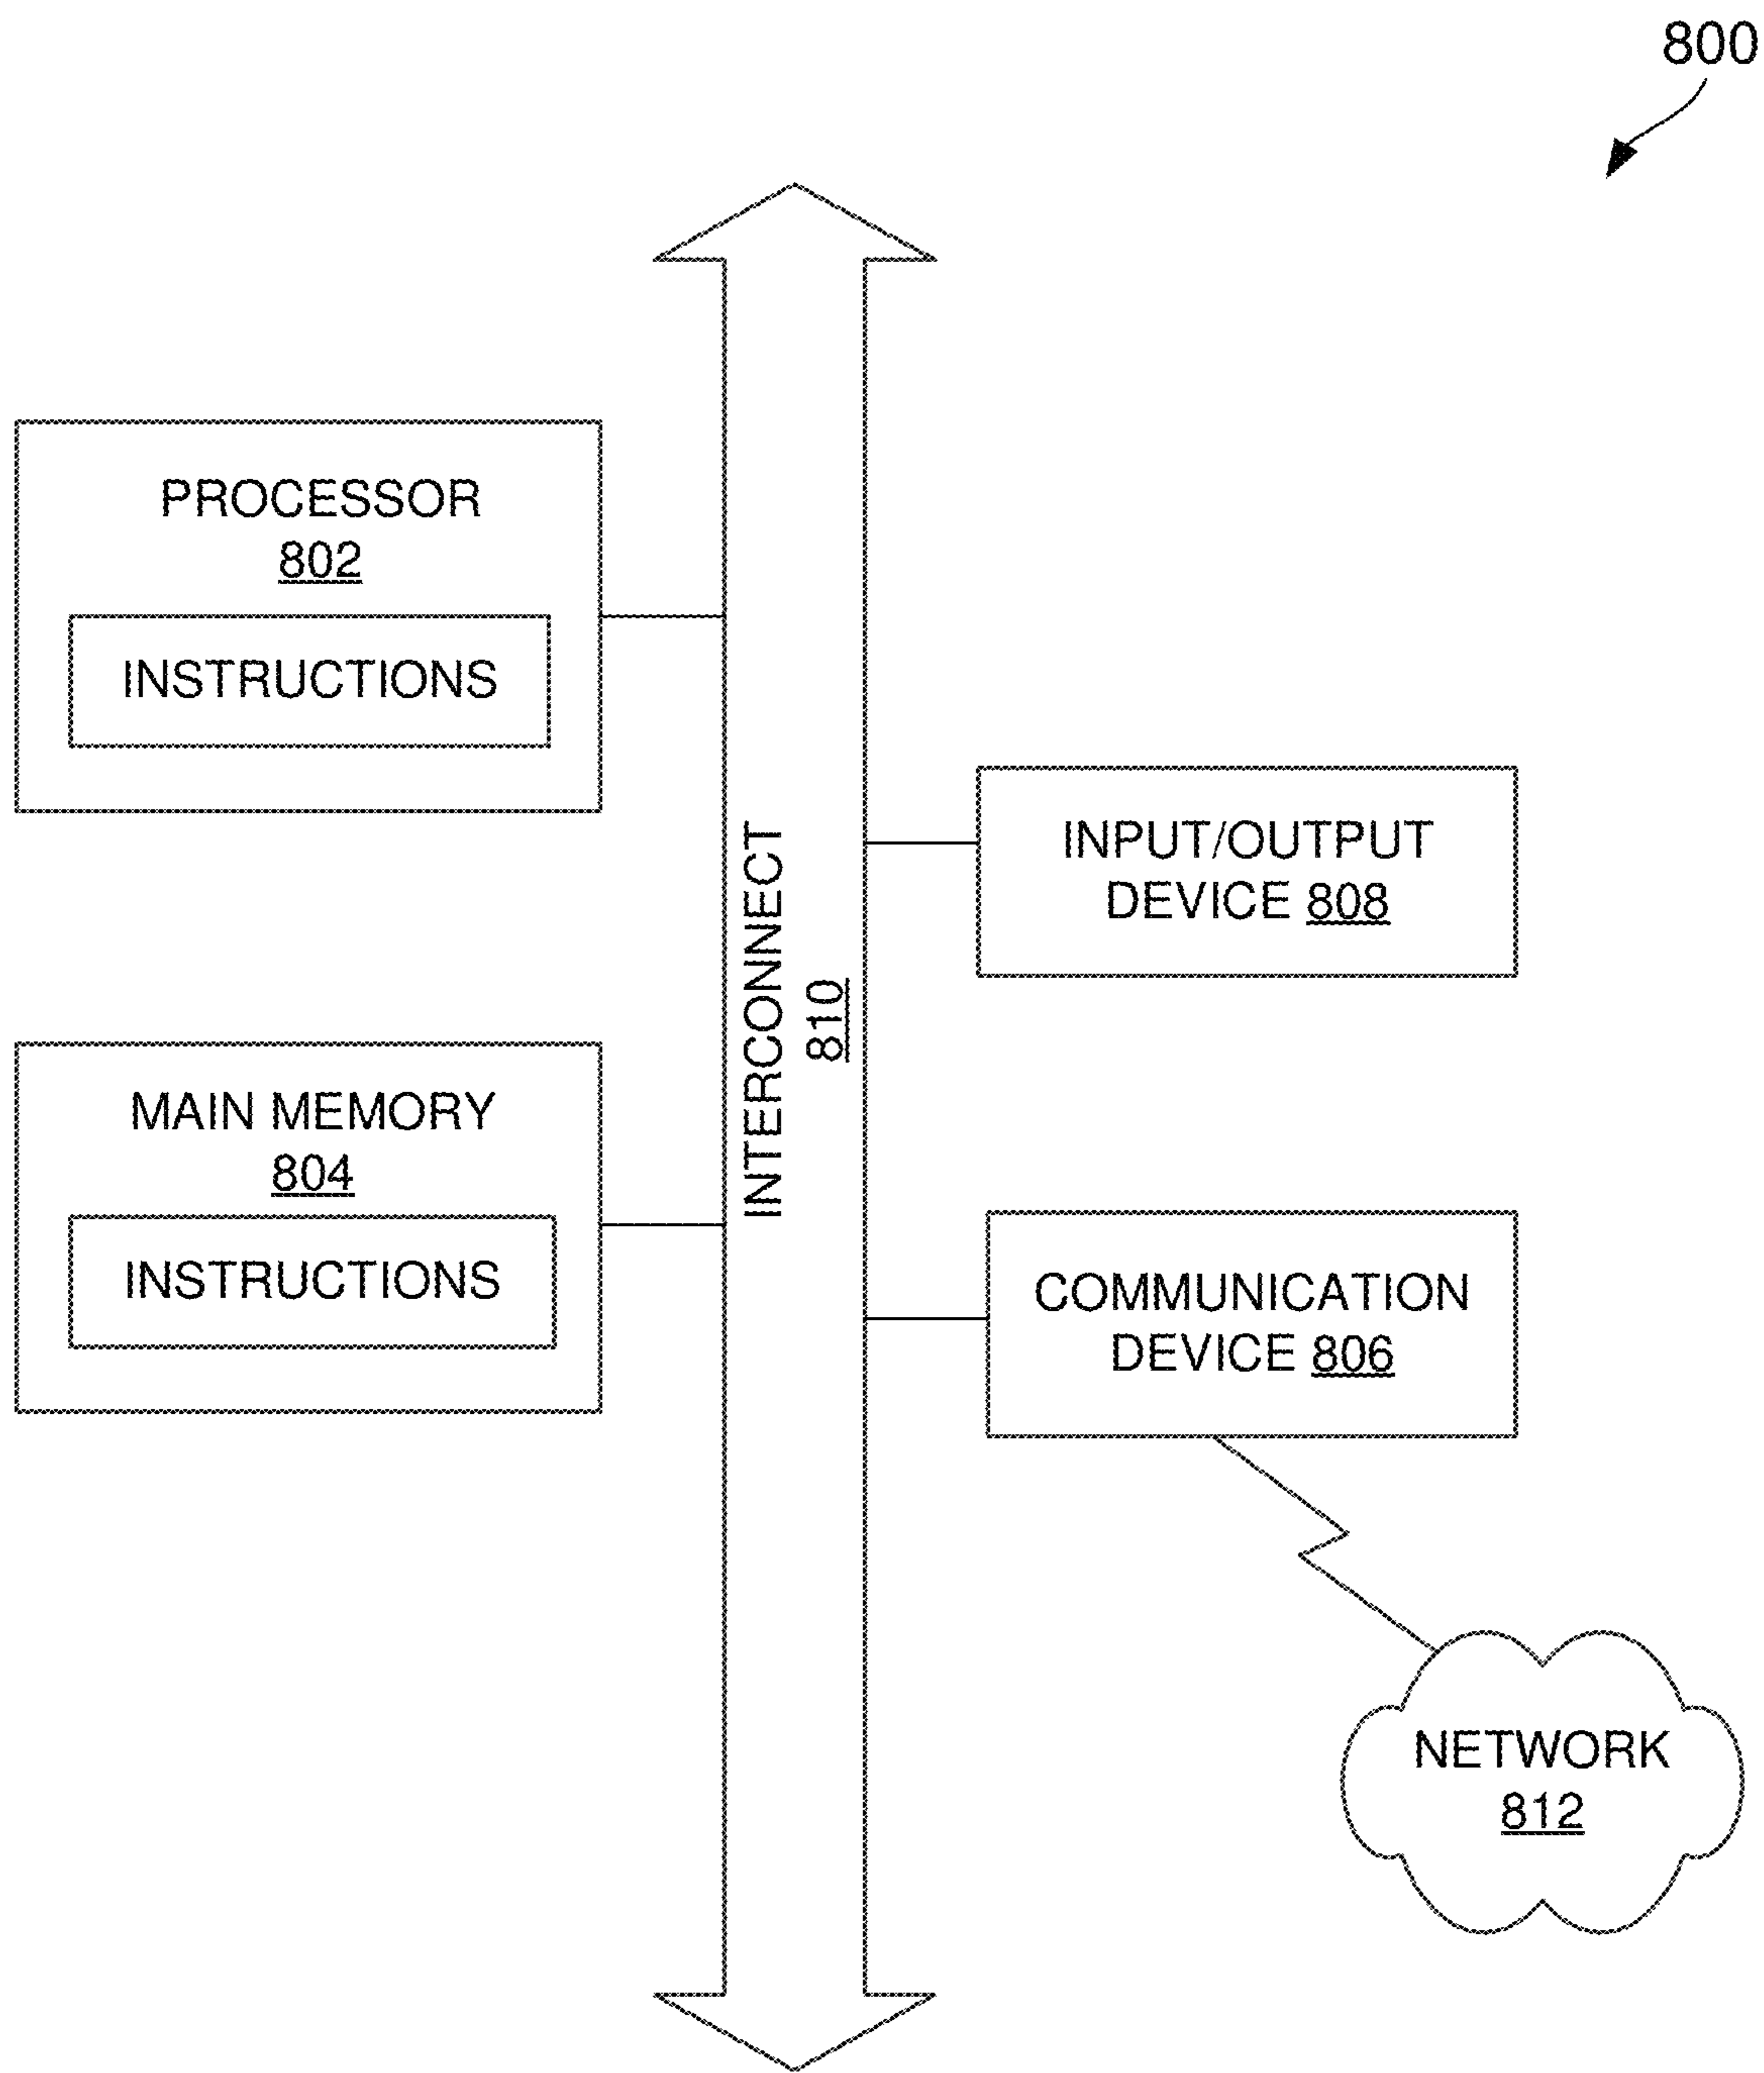 800
PROCESSOR
802
INSTRUCTIONS
INPUT/OUTPUT
DEVICE 808
INTERCONNECT
810
MAIN MEMORY
804
INSTRUCTIONS
COMMUNICATION
DEVICE 806
NETWORK
812